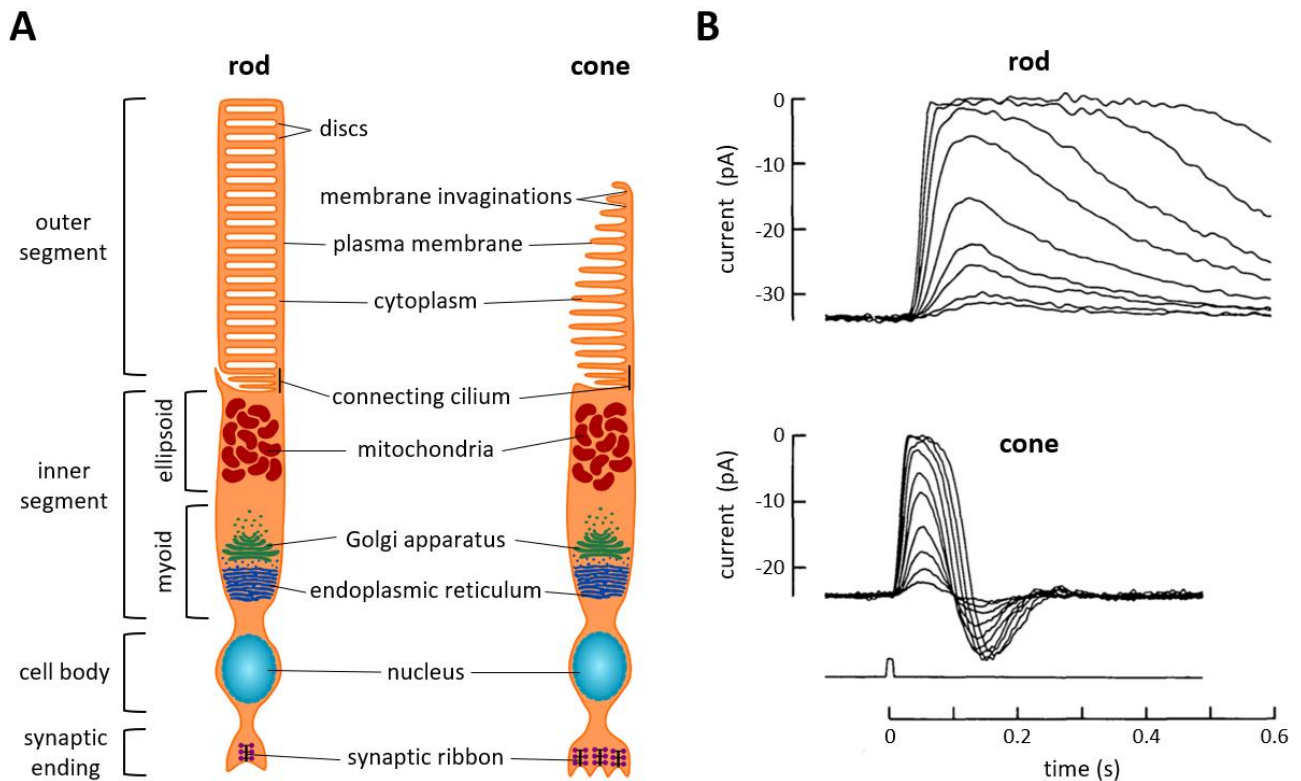 A
rod
cone
discs
membrane invaginations
outer
segment
plasma membrane
cytoplasm
connecting cilium
ellipsoid
mitochondria
inner
segment
myoid
Golgi apparatus
endoplasmic reticulum
cell body
nucleus
synaptic
ending
synaptic ribbon
B
rod
0
-10
-20
-30
current (pA)
cone
0
-10
-20
current (pA)
0
0.2
0.4
0.6
time (s)